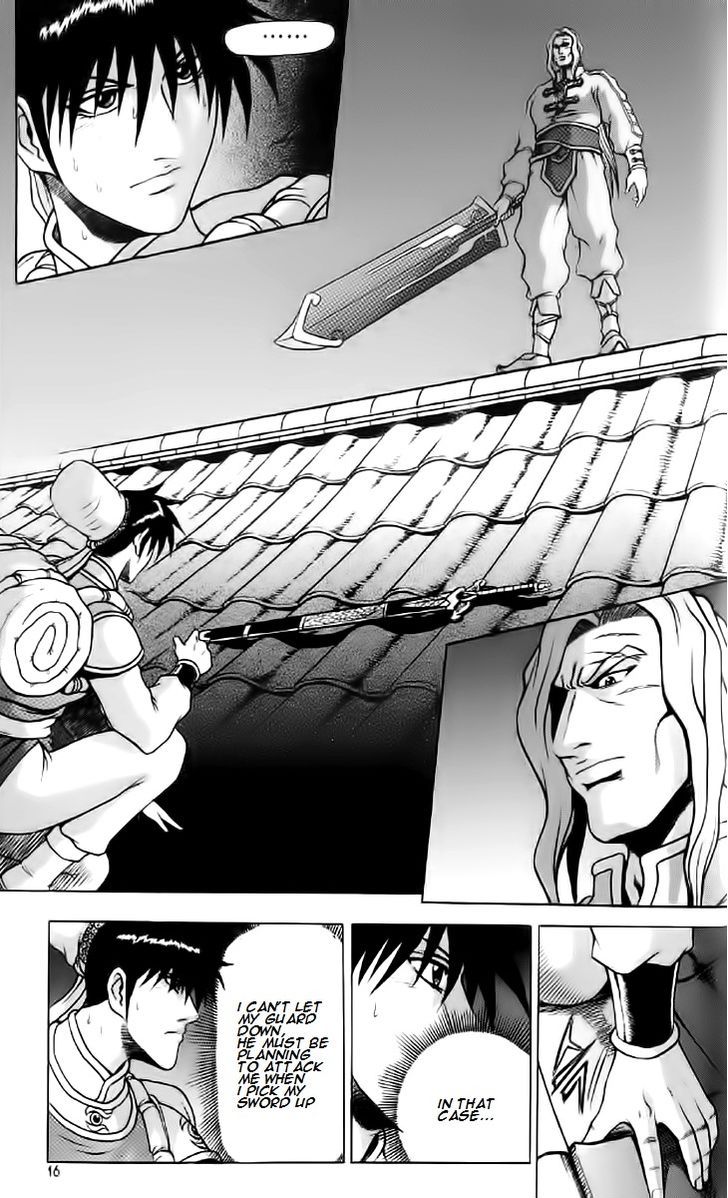 ......
I CAN'T LET
MY GUARD
DOWN,
HE MUST BE
PLANNING
TO ATTACK
ME WHEN
I PICK MY
SWORD UP
IN THAT
CASE...
16